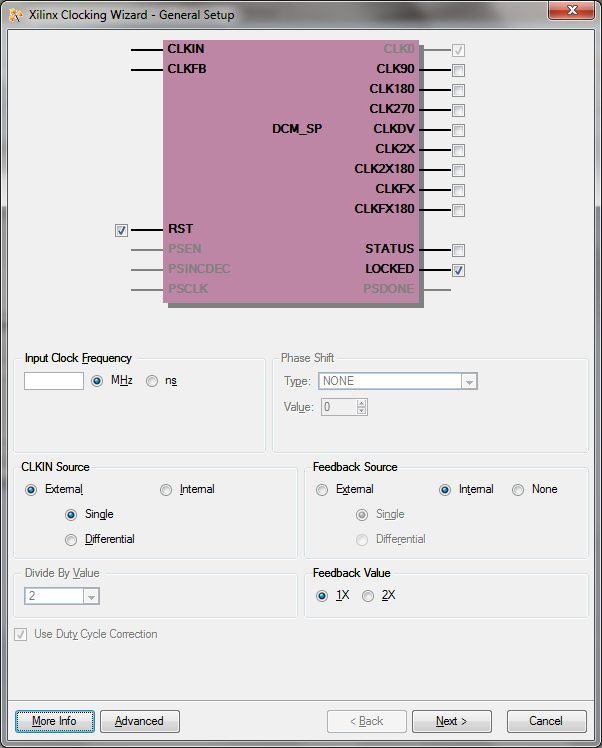 Xilinx Clocking Wizard - General Setup
CLKIN CLK0
CLKFB CLK90
CLK180
CLK270
DCM_SP CLKDV
CLK2X
CLK2X180
CLKFX
CLKFX180
RST
PSEN STATUS
PSINCDEC LOCKED
PSCLK PSDONE
Input Clock Frequency Phase Shift
MHz ns Type: NONE
Value: 0
CLKIN Source Feedback Source
External Internal External Internal None
Single Single
Differential Differential
Divide By Value Feedback Value
2 1X 2X
Use Duty Cycle Correction
More Info Advanced < Back Next > Cancel